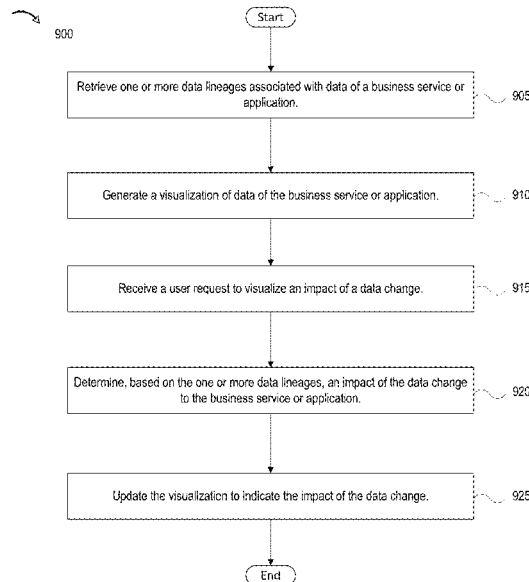 Start
900
Retrieve one or more data lineages associated with data of a business service or
application.
905
Generate a visualization of data of the business service or application.
910
Receive a user request to visualize an impact of a data change.
915
Determine, based on the one or more data lineages, an impact of the data change
to the business service or application.
920
Update the visualization to indicate the impact of the data change.
925
End